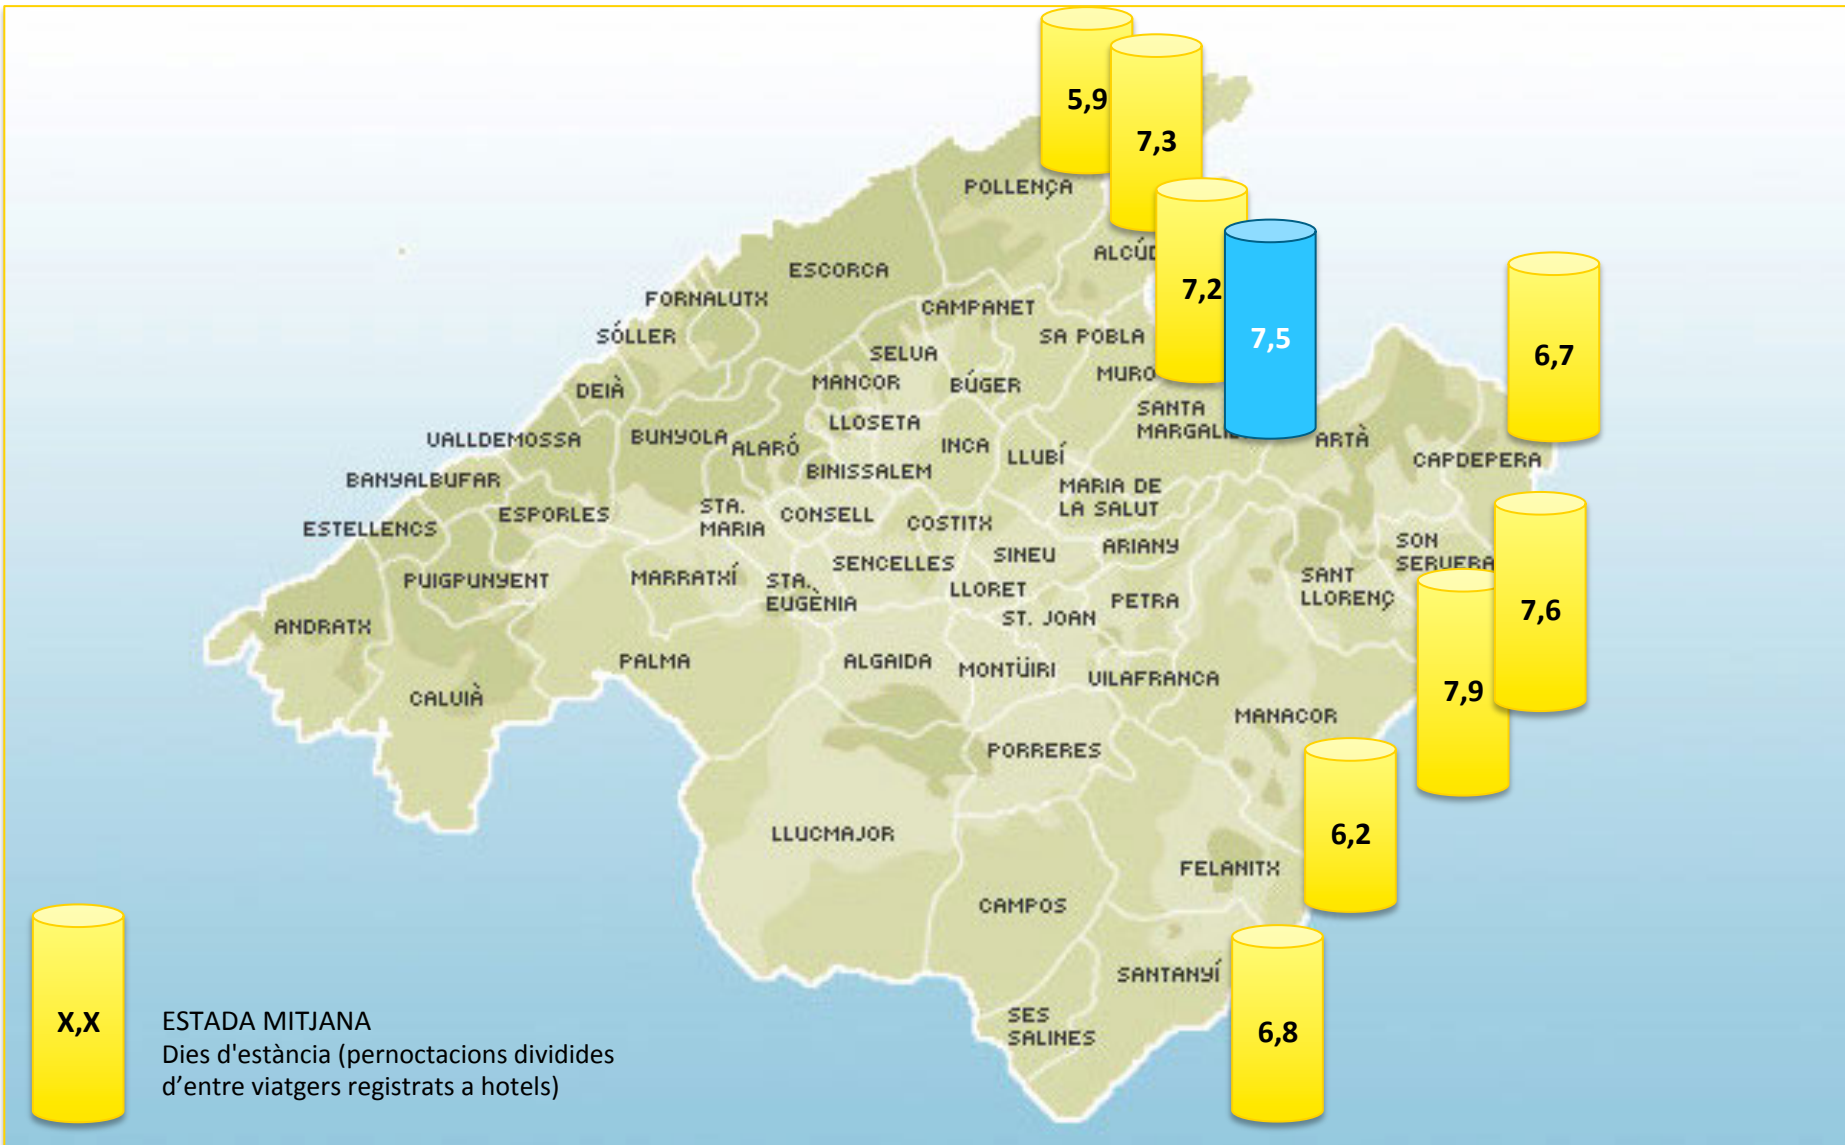 5,9
7,3
POLLENÇA
ALCÚD
ESCORCA
7,2
FORNALUTX
CAMPANET
SÓLLER
SA POBLA
7,5
SELVA
6,7
MANCOR
BÚGER
MURO
DEIÀ
LLOSETA
SANTA
MARGALI
VALLDEMOSSA
BUNYOLA
ALARÓ
INCA
LLUBÍ
ARTÀ
CAPDEPERA
BINISSALEM
BANYALBUFAR
MARIA DE
LA SALUT
ESTELLENCS
ESPORLES
STA.
MARIA
CONSELL
COSTITX
SON
SERVERA
SINEU
ARIANY
SENCELLES
PUIGPUNYENT
MARRATXÍ
STA.
EUGÈNIA
LLORET
SANT
LLORENÇ
PETRA
7,6
ANDRATX
ST. JOAN
PALMA
ALGAIDA
MONTÜIRI
VILAFRANCA
7,9
CALVIÀ
MANACOR
PORRERES
LLUCMAJOR
6,2
FELANITX
CAMPOS
SANTANYÍ
SES
SALINES
6,8
X,X
ESTADA MITJANA
Dies d'estància (pernoctacions dividides
d’entre viatgers registrats a hotels)